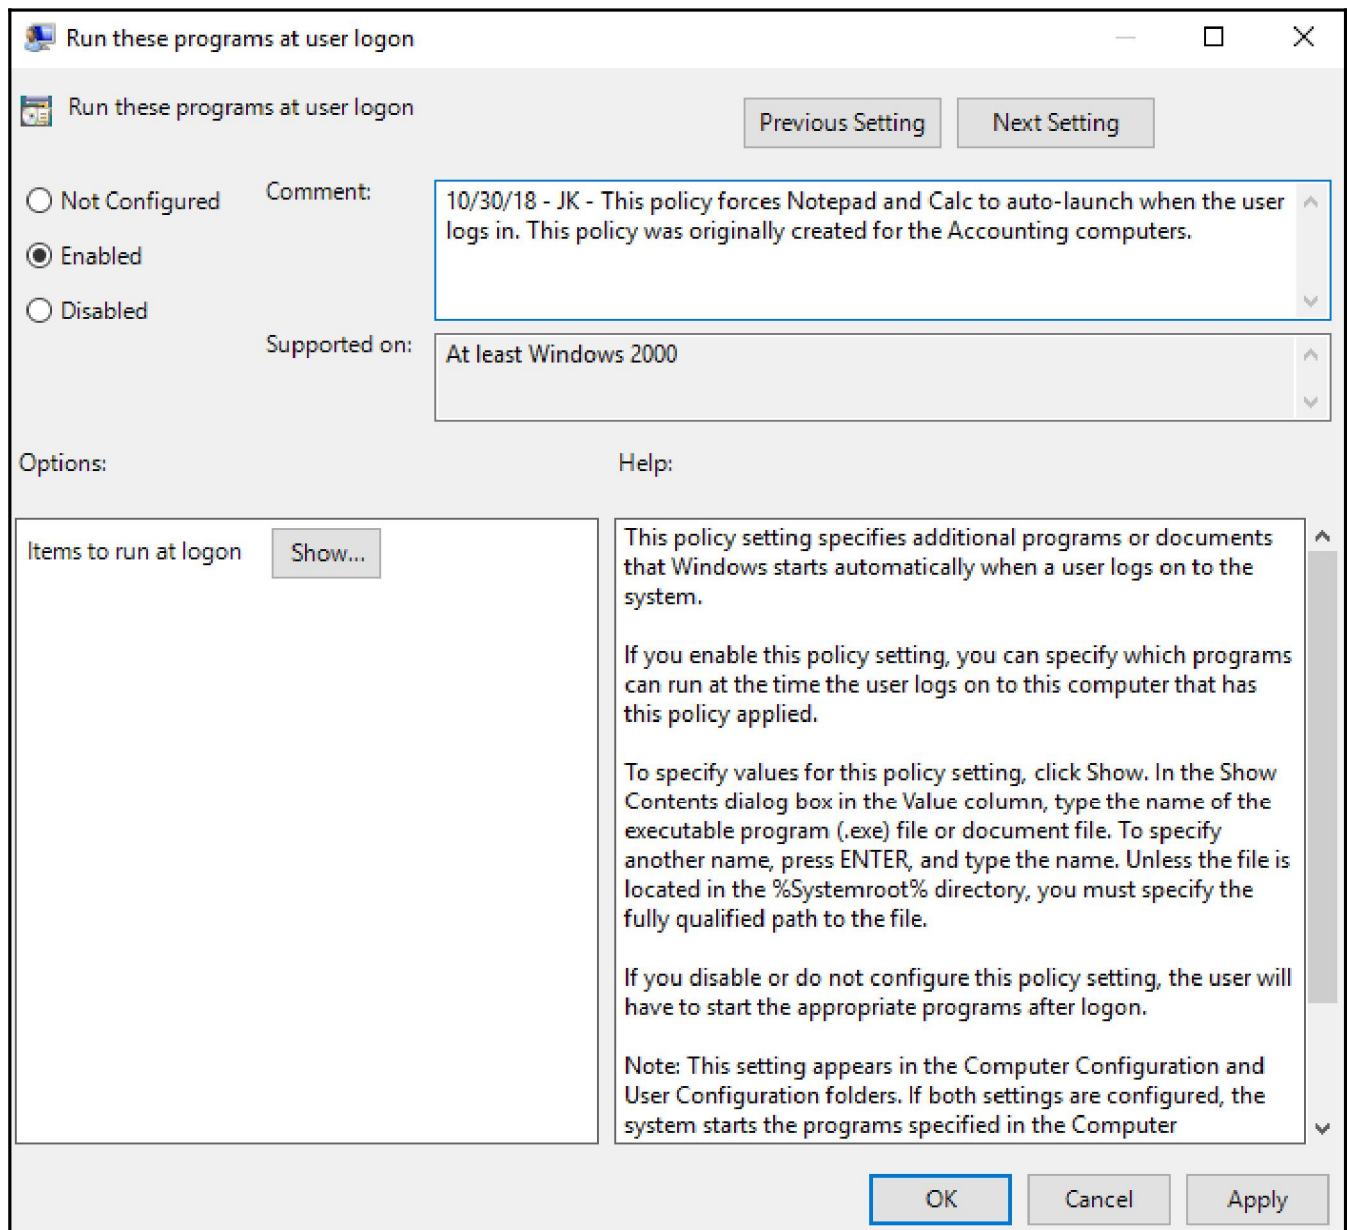 Run these programs at user logon
Run these programs at user logon
Previous Setting
Next Setting
Not Configured
Enabled
Disabled
Comment:
10/30/18 - JK - This policy forces Notepad and Calc to auto-launch when the user
logs in. This policy was originally created for the Accounting computers.
Supported on:
At least Windows 2000
Options:
Help:
Items to run at logon
Show...
This policy setting specifies additional programs or documents
that Windows starts automatically when a user logs on to the
system.
If you enable this policy setting, you can specify which programs
can run at the time the user logs on to this computer that has
this policy applied.
To specify values for this policy setting, click Show. In the Show
Contents dialog box in the Value column, type the name of the
executable program (.exe) file or document file. To specify
another name, press ENTER, and type the name. Unless the file is
located in the %Systemroot% directory, you must specify the
fully qualified path to the file.
If you disable or do not configure this policy setting, the user will
have to start the appropriate programs after logon.
Note: This setting appears in the Computer Configuration and
User Configuration folders. If both settings are configured, the
system starts the programs specified in the Computer
OK
Cancel
Apply